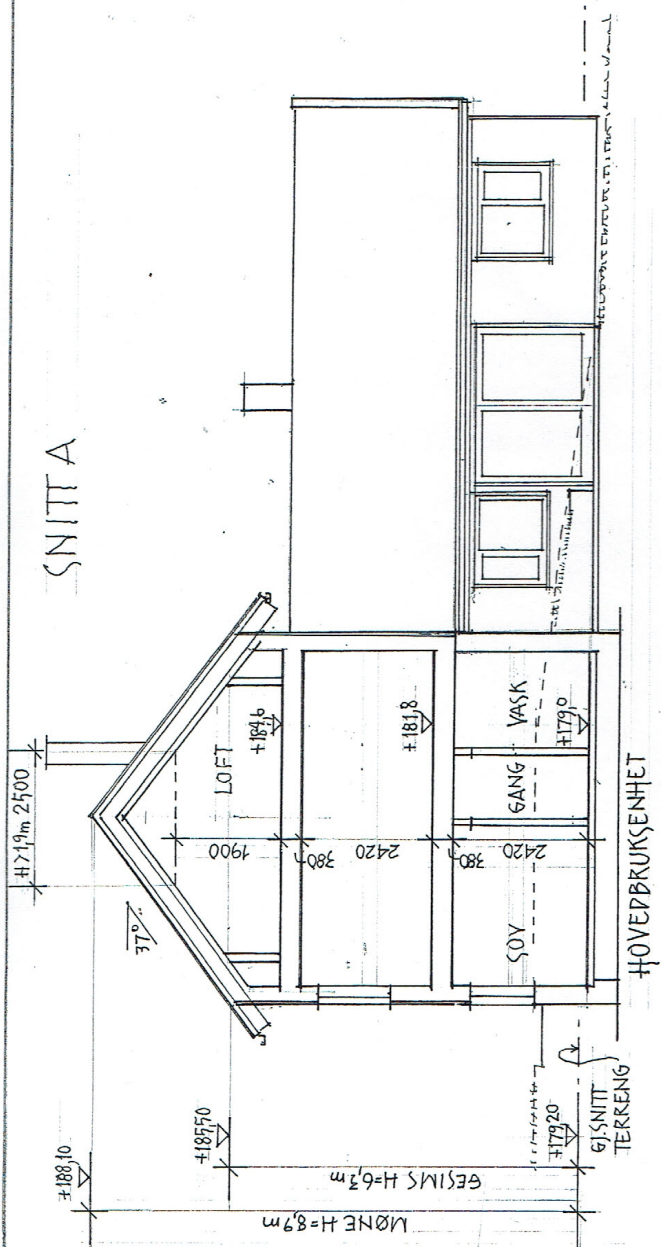 SNITT A
H>1,9m 2500
37°
LOFT
+184,6
1900
380
2420
+181,8
380
2420
SOV
GANG
VASK
+179,0
HOVEDBRUKSENHET
+188,10
+185,50
+179,20
GJ.SNITT
TERRENG
GESIMS H=6,3m
MØNE H=8,9m